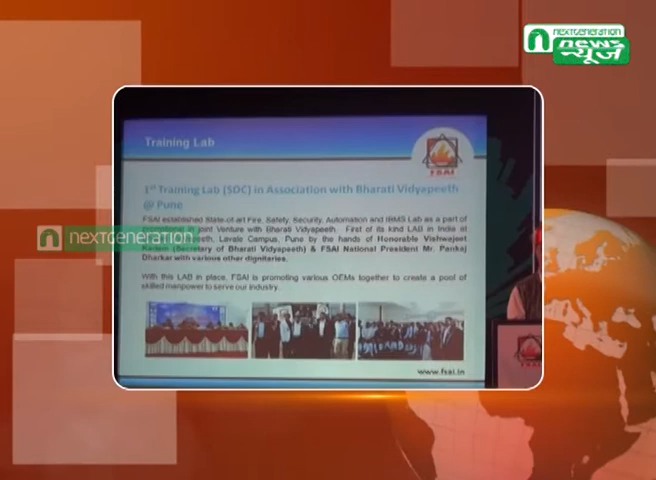 nextgeneration
news
न्यूज
Training Lab
FSAI
1st Training Lab (SDC) in Association with Bharati Vidyapeeth
@ Pune
FSAI established State-of-art Fire, Safety, Security, Automation and IBMS Lab as a part of
joint Venture with Bharati Vidyapeeth. First of its kind LAB in India at
Lavale Campus, Pune by the hands of Honorable Vishwajeet
Kadam (Secretary of Bharati Vidyapeeth) & FSAI National President Mr. Pankaj
Dharkar with various other dignitaries.
nextgeneration
With this LAB in place, FSAI is promoting various OEMs together to create a pool of
skilled manpower to serve our industry.
www.fsai.in